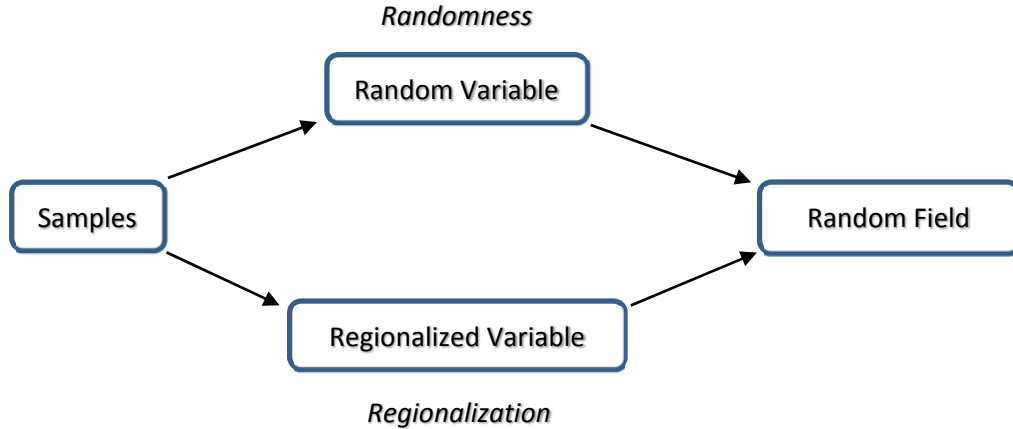 Randomness
Random Variable
Samples
Random Field
Regionalized Variable
Regionalization